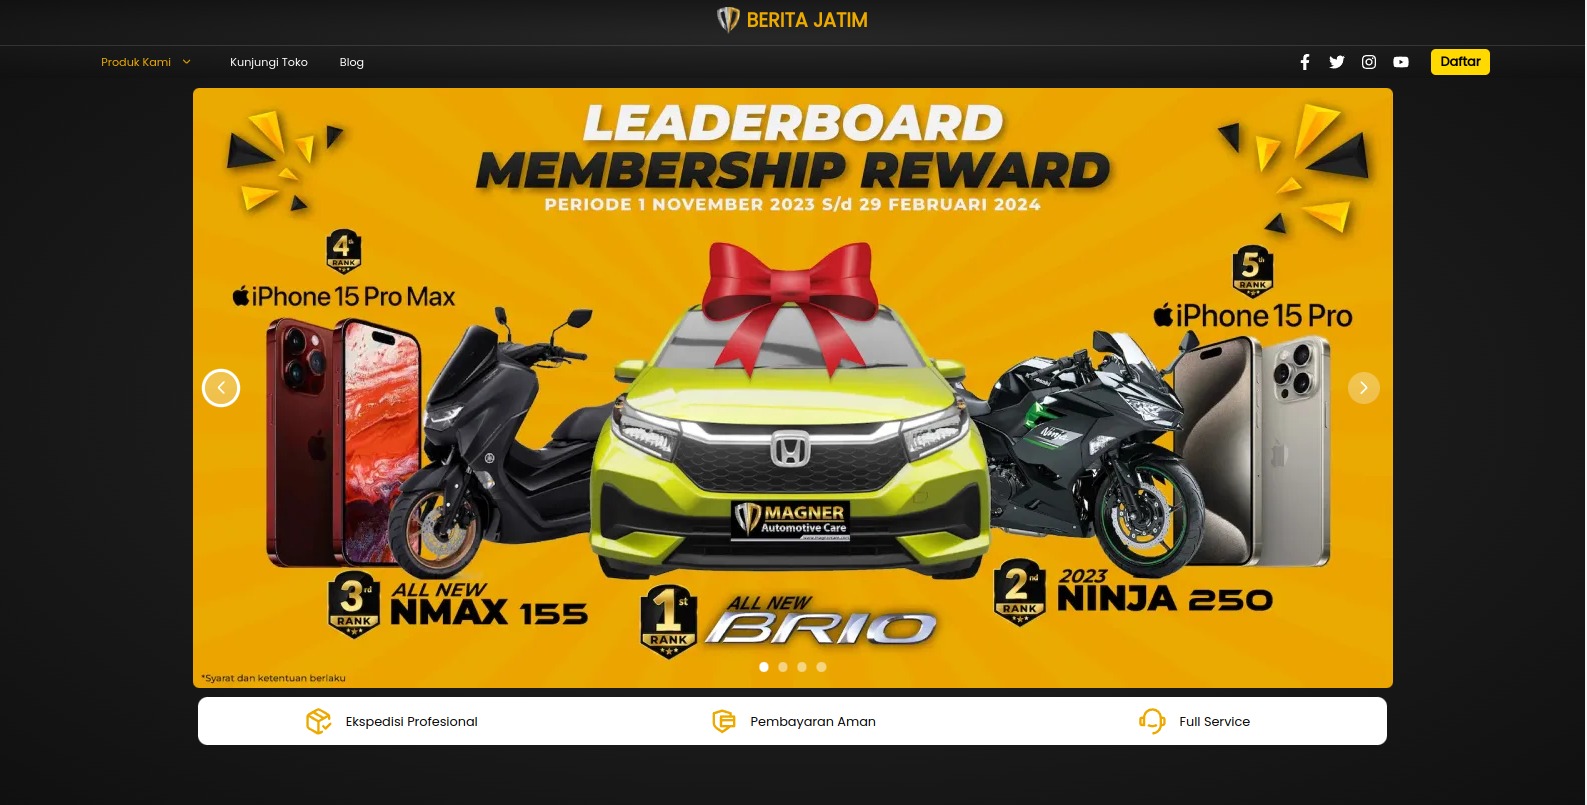 BERITA JATIM
Produk Kami
Kunjungi Toko
Blog
Daftar
LEADERBOARD
MEMBERSHIP REWARD
PERIODE 1 NOVEMBER 2023 S/d 29 FEBRUARI 2024
4th
RANK
iPhone 15 Pro Max
5th
RANK
iPhone 15 Pro
Ninja
MAGNER
Automotive Care
3rd
RANK
ALL NEW
NMAX 155
1st
RANK
ALL NEW
BRIO
2nd
RANK
2023
NINJA 250
*Syarat dan ketentuan berlaku
Ekspedisi Profesional
Pembayaran Aman
Full Service